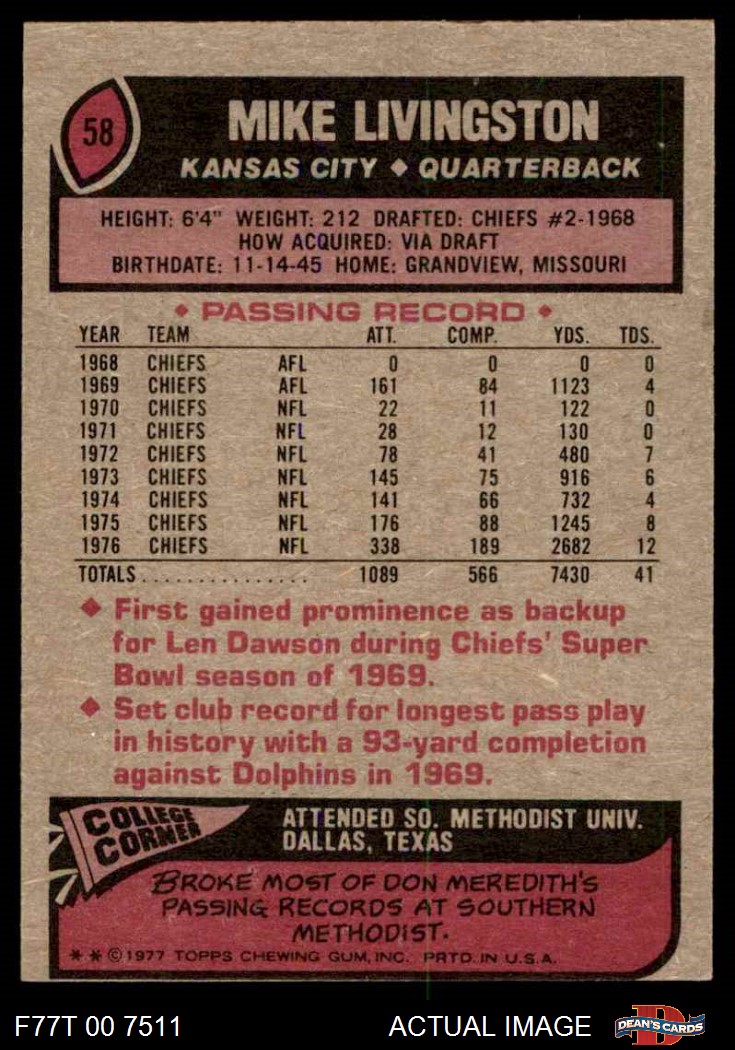 58
MIKE LIVINGSTON
KANSAS CITY ◆ QUARTERBACK
HEIGHT: 6'4" WEIGHT: 212 DRAFTED: CHIEFS #2-1968
HOW ACQUIRED: VIA DRAFT
BIRTHDATE: 11-14-45 HOME: GRANDVIEW, MISSOURI
◆ PASSING RECORD ◆
YEAR TEAM ATT. COMP. YDS. TDS.
1968 CHIEFS AFL 0 0 0 0
1969 CHIEFS AFL 161 84 1123 4
1970 CHIEFS NFL 22 11 122 0
1971 CHIEFS NFL 28 12 130 0
1972 CHIEFS NFL 78 41 480 7
1973 CHIEFS NFL 145 75 916 6
1974 CHIEFS NFL 141 66 732 4
1975 CHIEFS NFL 176 88 1245 8
1976 CHIEFS NFL 338 189 2682 12
TOTALS............... 1089 566 7430 41
◆ First gained prominence as backup
for Len Dawson during Chiefs' Super
Bowl season of 1969.
◆ Set club record for longest pass play
in history with a 93-yard completion
against Dolphins in 1969.
COLLEGE
CORNER
ATTENDED SO. METHODIST UNIV.
DALLAS, TEXAS
BROKE MOST OF DON MEREDITH'S
PASSING RECORDS AT SOUTHERN
METHODIST.
**©1977 TOPPS CHEWING GUM, INC. PRTD. IN U.S.A.
F77T 00 7511 ACTUAL IMAGE D DEAN'S CARDS